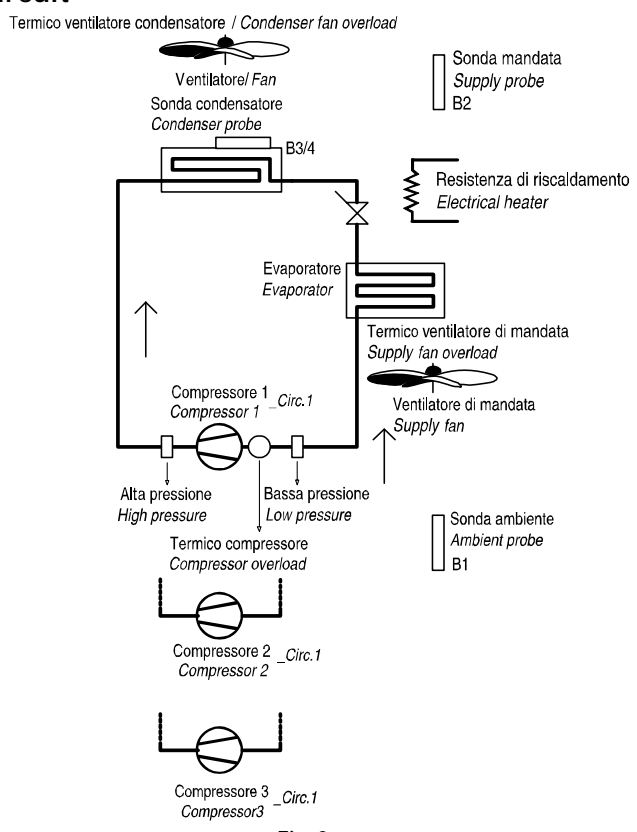 Termico ventilatore condensatore / Condenser fan overload
Ventilatore/ Fan
Sonda condensatore
Condenser probe
B3/4
Sonda mandata
Supply probe
B2
Resistenza di riscaldamento
Electrical heater
Evaporatore
Evaporator
Termico ventilatore di mandata
Supply fan overload
Ventilatore di mandata
Supply fan
Compressore 1
Compressor 1 _Circ.1
Alta pressione
High pressure
Bassa pressione
Low pressure
Termico compressore
Compressor overload
Sonda ambiente
Ambient probe
B1
Compressore 2
Compressor 2 _Circ.1
Compressore 3
Compressor3 _Circ.1